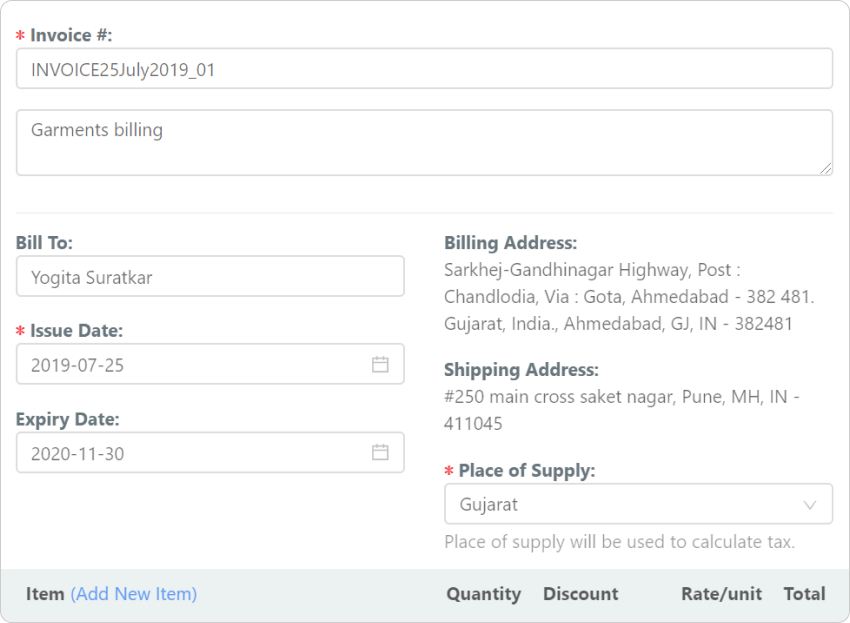 * Invoice #:
INVOICE25July2019_01
Garments billing
Bill To:
Yogita Suratkar
* Issue Date:
2019-07-25
Expiry Date:
2020-11-30
Billing Address:
Sarkhej-Gandhinagar Highway, Post :
Chandlodia, Via : Gota, Ahmedabad - 382 481.
Gujarat, India., Ahmedabad, GJ, IN - 382481
Shipping Address:
#250 main cross saket nagar, Pune, MH, IN -
411045
* Place of Supply:
Gujarat
Place of supply will be used to calculate tax.
Item (Add New Item) Quantity Discount Rate/unit Total